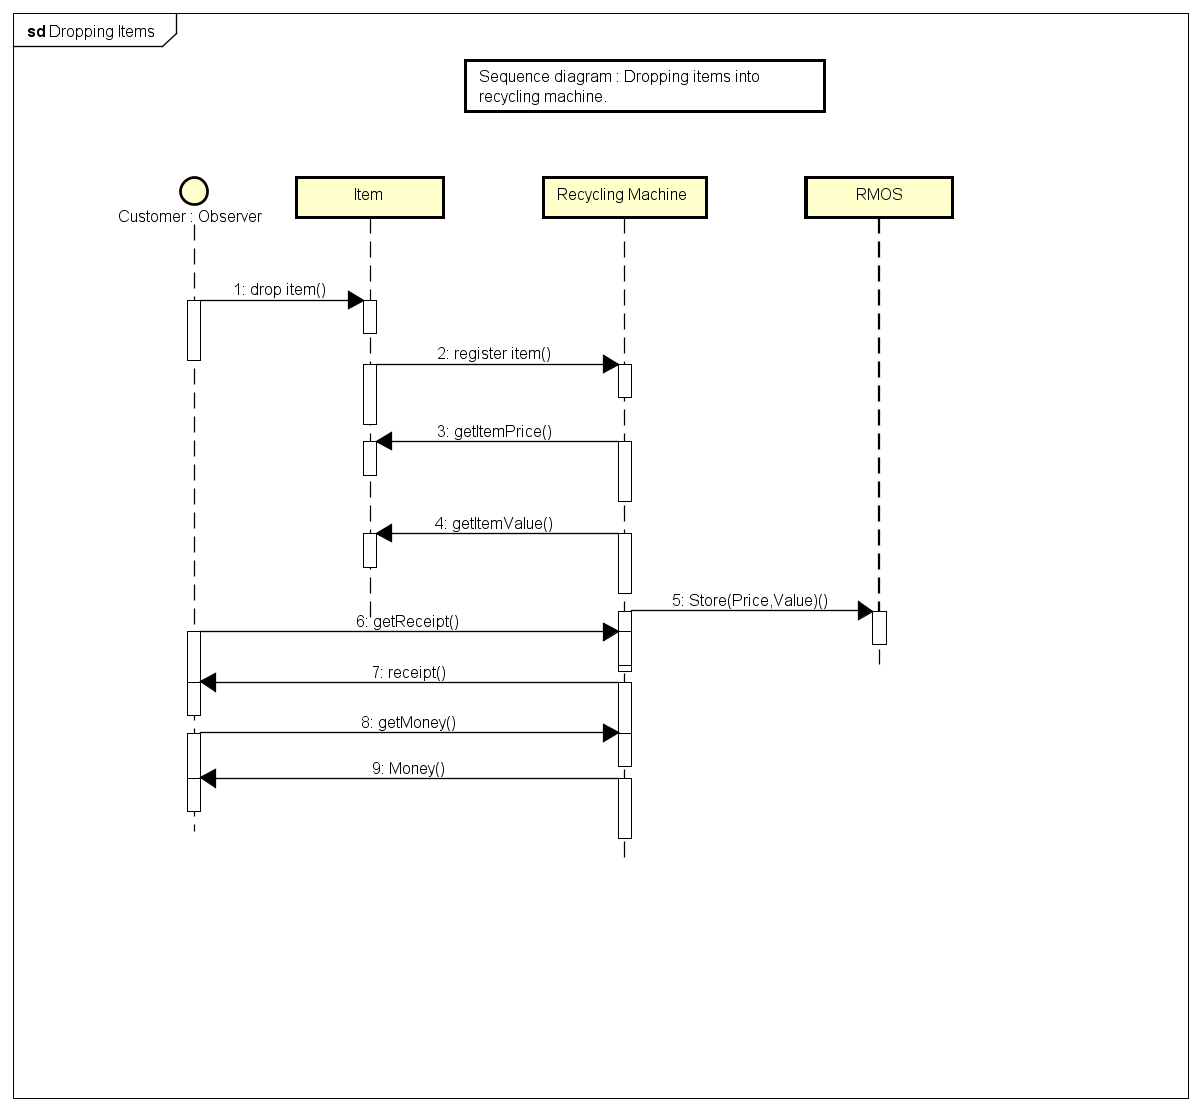 sd Dropping Items
Sequence diagram : Dropping items into
recycling machine.
Customer : Observer
Item
Recycling Machine
RMOS
1: drop item()
2: register item()
3: getItemPrice()
4: getItemValue()
5: Store(Price,Value)()
6: getReceipt()
7: receipt()
8: getMoney()
9: Money()